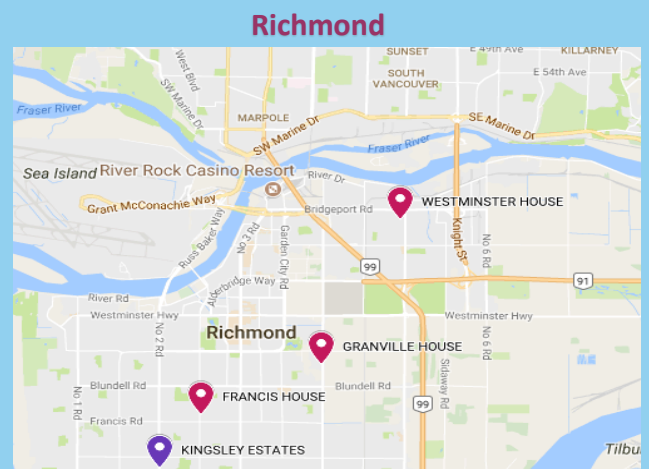 Richmond
SUNSET
E 49th Ave
KILLARNEY
West Blvd
SW Marine Dr
SOUTH
VANCOUVER
E 54th Ave
Fraser River
MARPOLE
SW Marine Dr
SE Marine Dr
Fraser River
Sea Island
River Rock Casino Resort
River Dr
Grant McConachie Way
Bridgeport Rd
WESTMINSTER HOUSE
Russ Baker Way
No 3 Rd
Garden City Rd
Knight St
No 6 Rd
99
91
Alderbridge Way
River Rd
Westminster Hwy
Westminster Hwy
No 2 Rd
Richmond
GRANVILLE HOUSE
No 6 Rd
Sidaway Rd
Blundell Rd
Blundell Rd
No 1 Rd
FRANCIS HOUSE
99
Francis Rd
KINGSLEY ESTATES
Tilbu